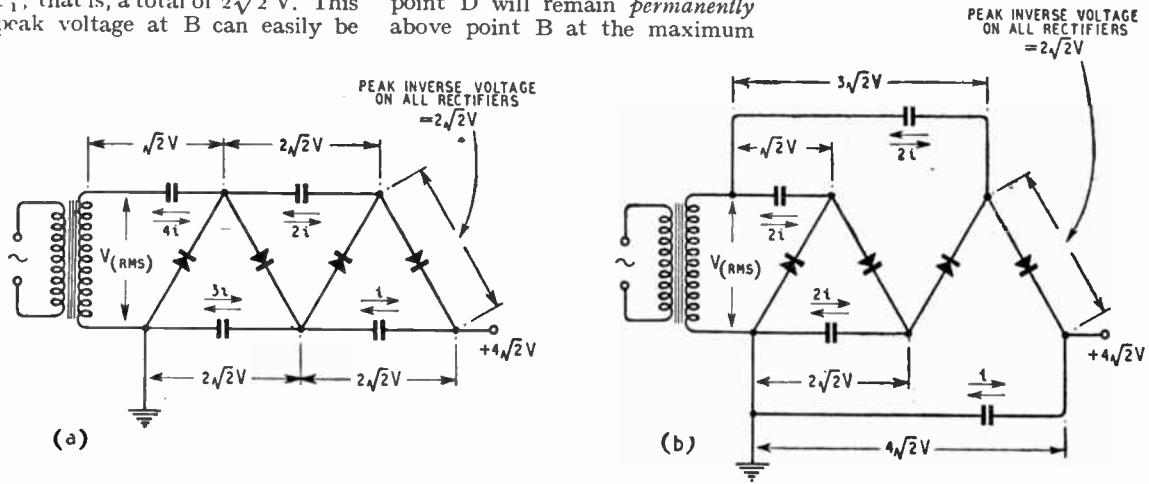 that is, a total of 2√2 V. This
peak voltage at B can easily be
point D will remain permanently
above point B at the maximum
PEAK INVERSE VOLTAGE
ON ALL RECTIFIERS
=2√2V
√2V
2√2V
4i
2i
V(RMS)
~
3i
i
+4√2V
2√2V
2√2V
(a)
PEAK INVERSE VOLTAGE
ON ALL RECTIFIERS
=2√2V
3√2V
2i
√2V
2i
V(RMS)
~
2i
+4√2V
2√2V
i
4√2V
(b)